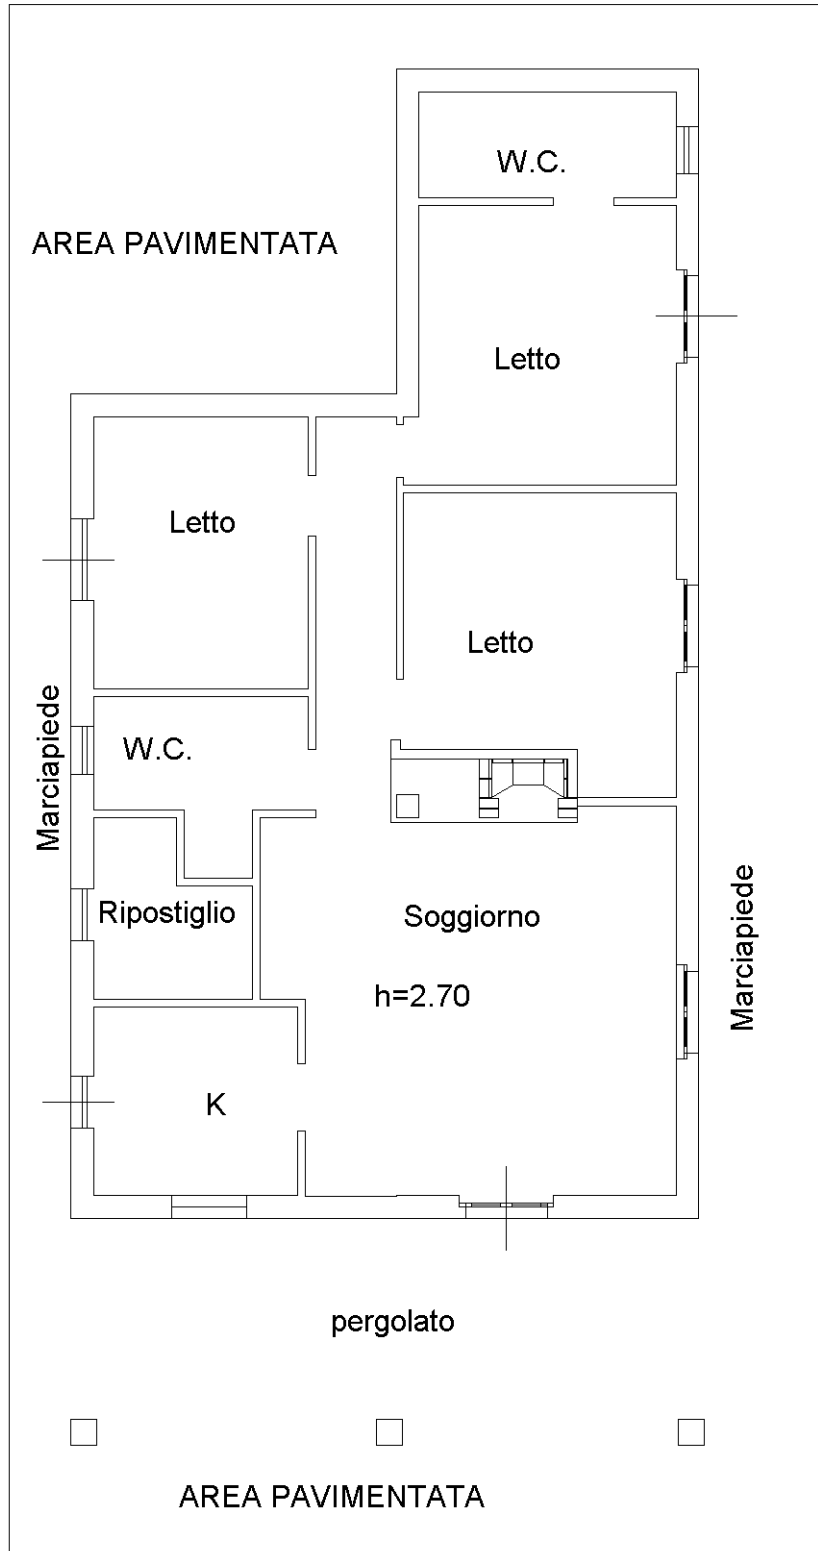 W.C.
AREA PAVIMENTATA
Letto
Letto
Letto
Marciapiede
W.C.
Ripostiglio
Soggiorno
Marciapiede
h=2.70
K
pergolato
AREA PAVIMENTATA